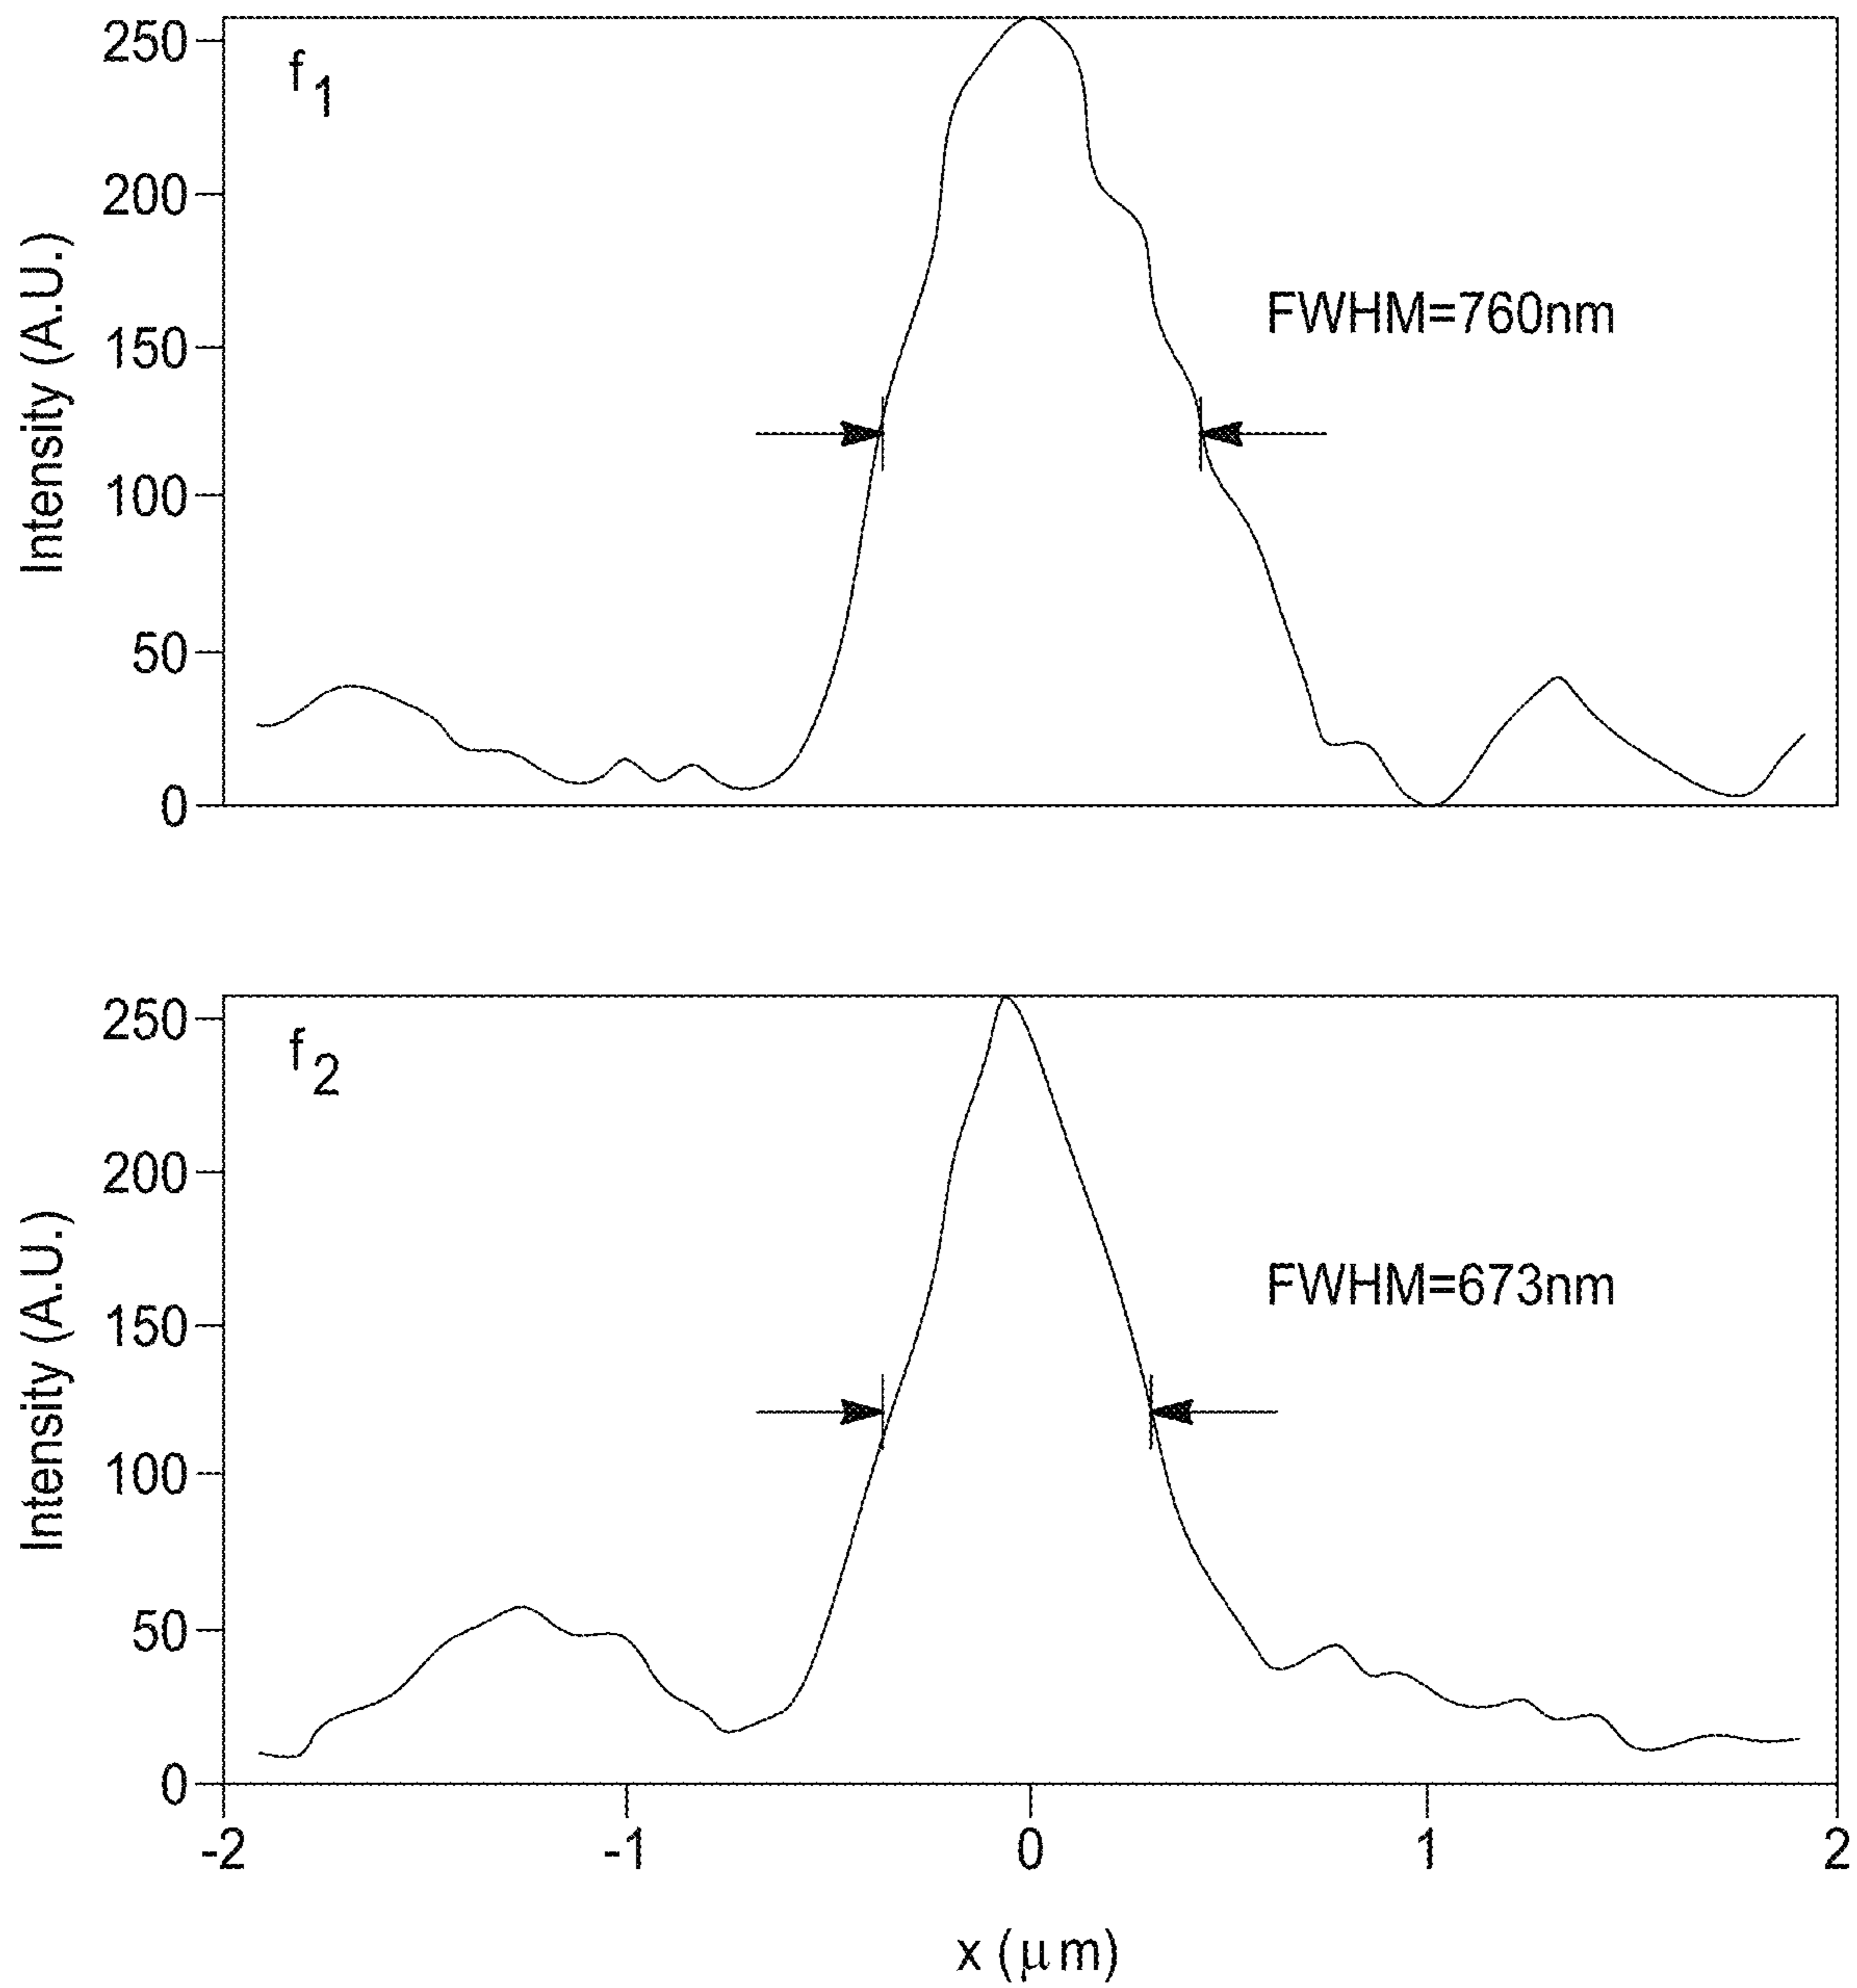 250
f1
200
150
100
50
0
Intensity (A.U.)
FWHM=760nm
250
f2
200
150
100
50
0
Intensity (A.U.)
FWHM=673nm
-2 -1 0 1 2
x (μm)